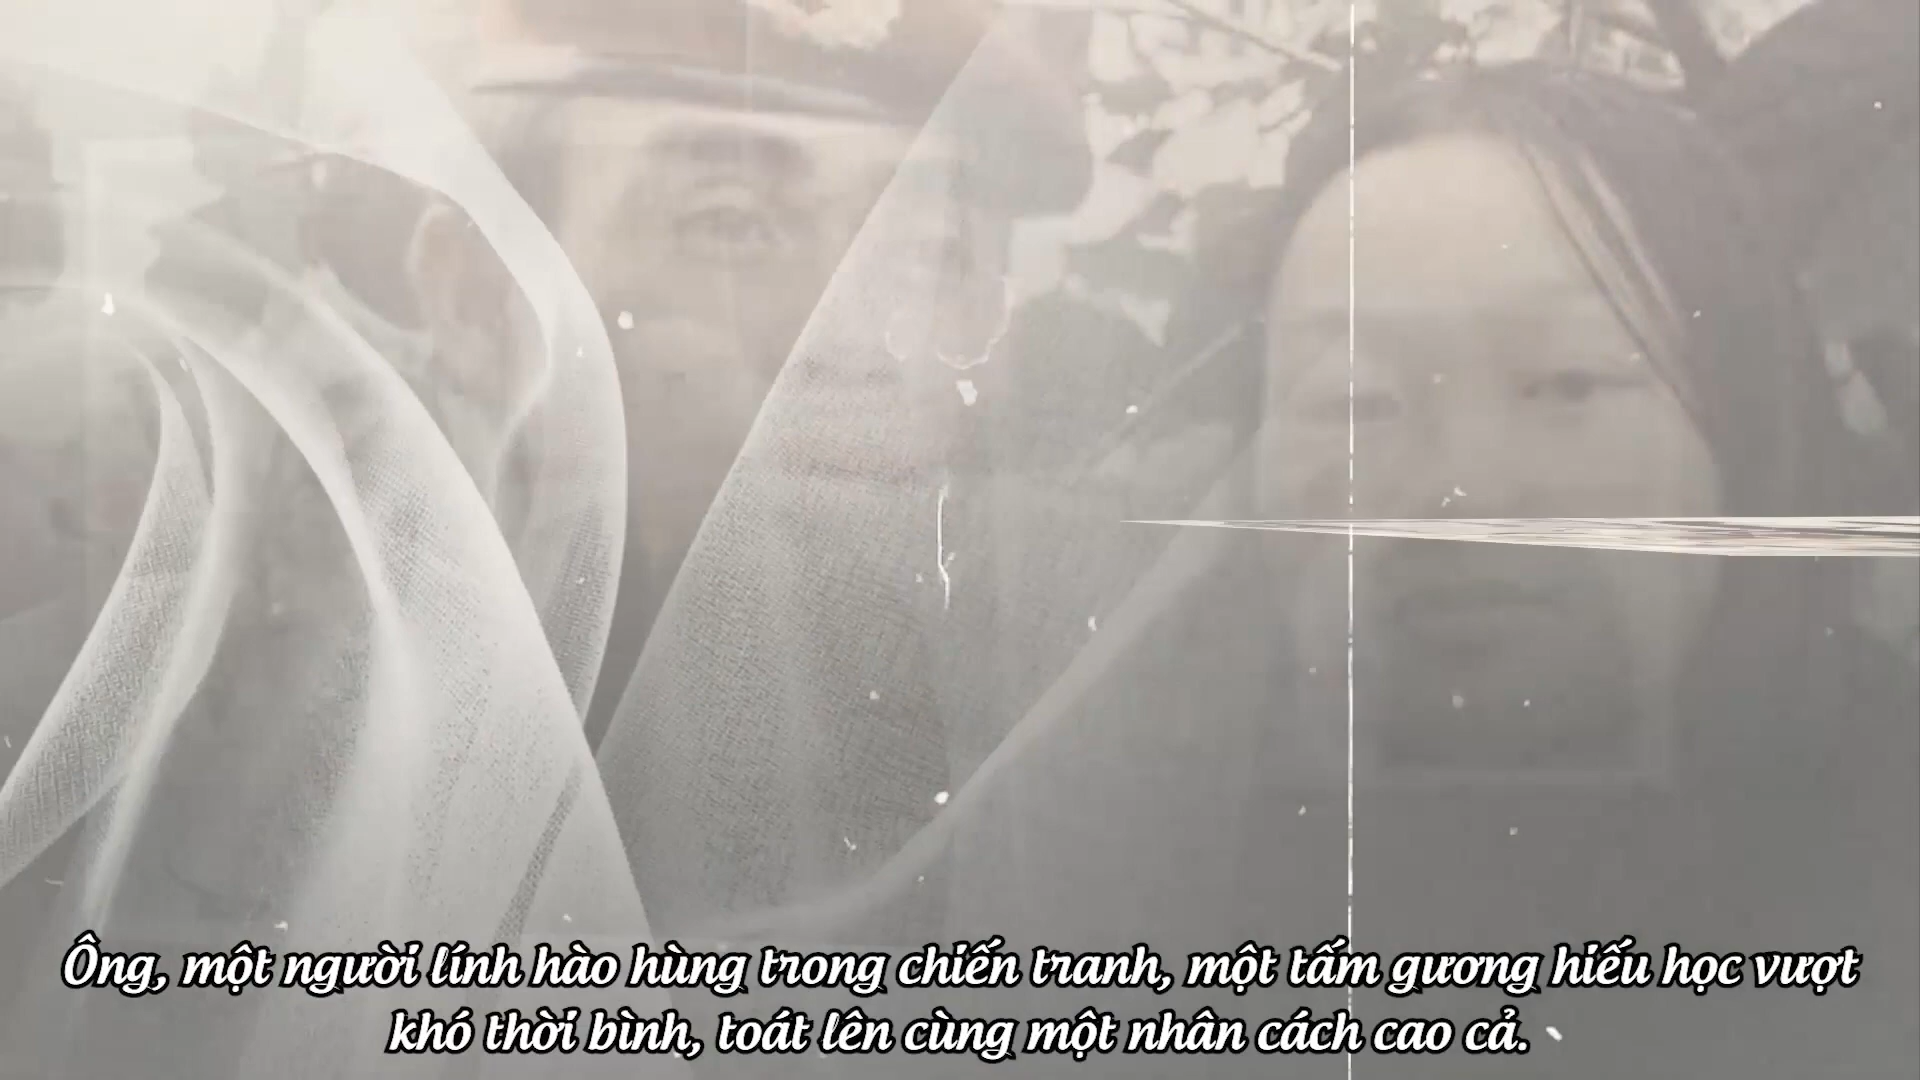 Ông, một người lính hào hùng trong chiến tranh, một tấm gương hiếu học vượt
khó thời bình, toát lên cùng một nhân cách cao cả.